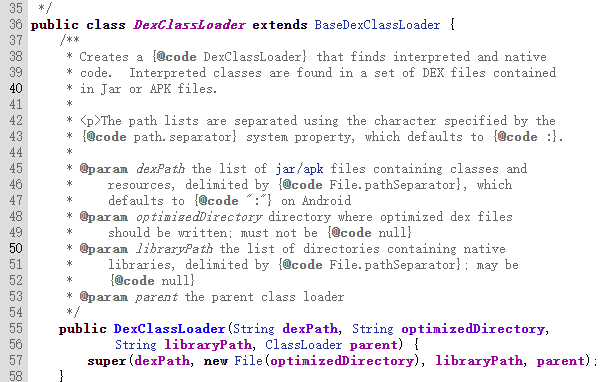 35 */
36 public class DexClassLoader extends BaseDexClassLoader {
37 /**
38 * Creates a {@code DexClassLoader} that finds interpreted and native
39 * code.  Interpreted classes are found in a set of DEX files contained
40 * in Jar or APK files.
41 *
42 * <p>The path lists are separated using the character specified by the
43 * {@code path.separator} system property, which defaults to {@code :}.
44 *
45 * @param dexPath the list of jar/apk files containing classes and
46 *     resources, delimited by {@code File.pathSeparator}, which
47 *     defaults to {@code ":"} on Android
48 * @param optimisedDirectory directory where optimized dex files
49 *     should be written; must not be {@code null}
50 * @param libraryPath the list of directories containing native
51 *     libraries, delimited by {@code File.pathSeparator}; may be
52 *     {@code null}
53 * @param parent the parent class loader
54 */
55 public DexClassLoader(String dexPath, String optimizedDirectory,
56 String libraryPath, ClassLoader parent) {
57 super(dexPath, new File(optimizedDirectory), libraryPath, parent);
58 }